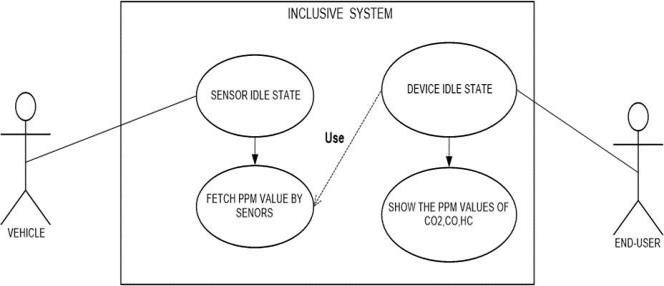 INCLUSIVE SYSTEM
SENSOR IDLE STATE
DEVICE IDLE STATE
Use
FETCH PPM VALUE BY
SENORS
SHOW THE PPM VALUES OF
CO2,CO,HC
VEHICLE
END-USER